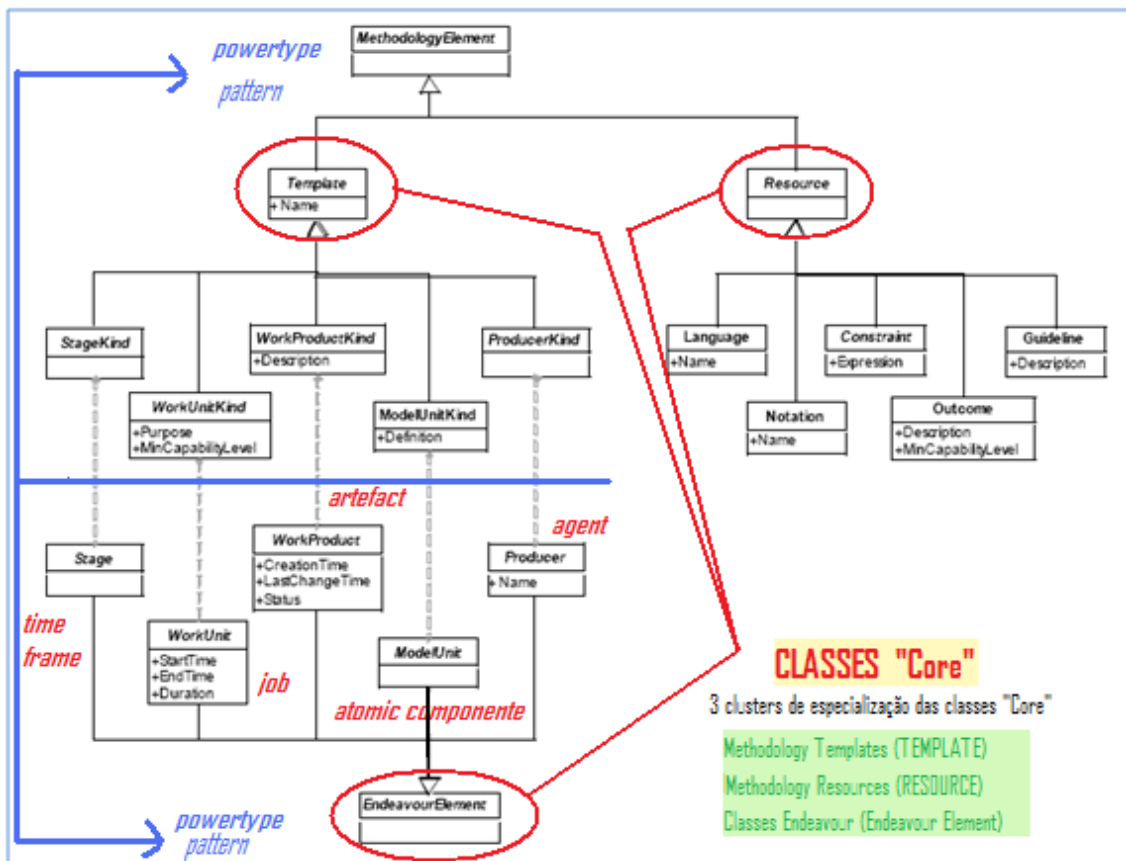 MethodologyElement
powertype
pattern
Template
+ Name
Resource
StageKind
WorkProductKind
+Description
ProducerKind
Language
+Name
Constraint
+Expression
Guideline
+Description
WorkUnitKind
+Purpose
+MinCapabilityLevel
ModelUnitKind
+Definition
Notation
+Name
Outcome
+Description
+MinCapabilityLevel
artefact
agent
Stage
WorkProduct
+CreationTime
+LastChangeTime
+Status
Producer
+ Name
time
frame
WorkUnit
+StartTime
+EndTime
+Duration
job
ModelUnit
atomic componente
CLASSES "Core"
3 clusters de especialização das classes "Core"
Methodology Templates (TEMPLATE)
Methodology Resources (RESOURCE)
Classes Endeavour (Endeavour Element)
EndeavourElement
powertype
pattern